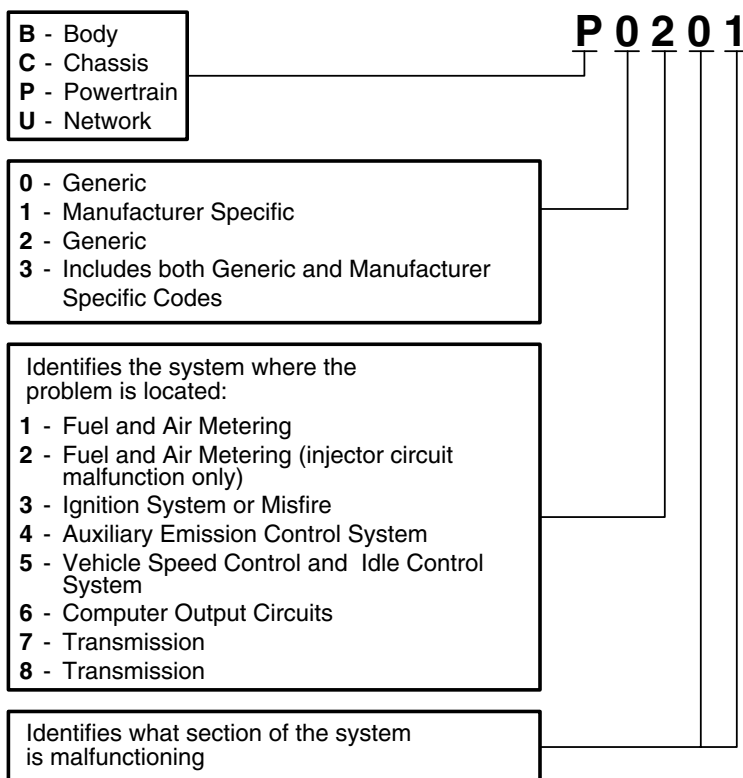 P 0 2 0 1
B - Body
C - Chassis
P - Powertrain
U - Network
0 - Generic
1 - Manufacturer Specific
2 - Generic
3 - Includes both Generic and Manufacturer
Specific Codes
Identifies the system where the
problem is located:
1 - Fuel and Air Metering
2 - Fuel and Air Metering (injector circuit
malfunction only)
3 - Ignition System or Misfire
4 - Auxiliary Emission Control System
5 - Vehicle Speed Control and Idle Control
System
6 - Computer Output Circuits
7 - Transmission
8 - Transmission
Identifies what section of the system
is malfunctioning